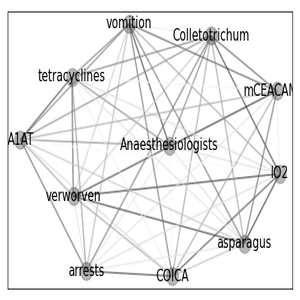 vomition
Colletotrichum
tetracyclines
mCEACAM
A1AT
Anaesthesiologists
IO2
verworven
asparagus
arrests
COICA